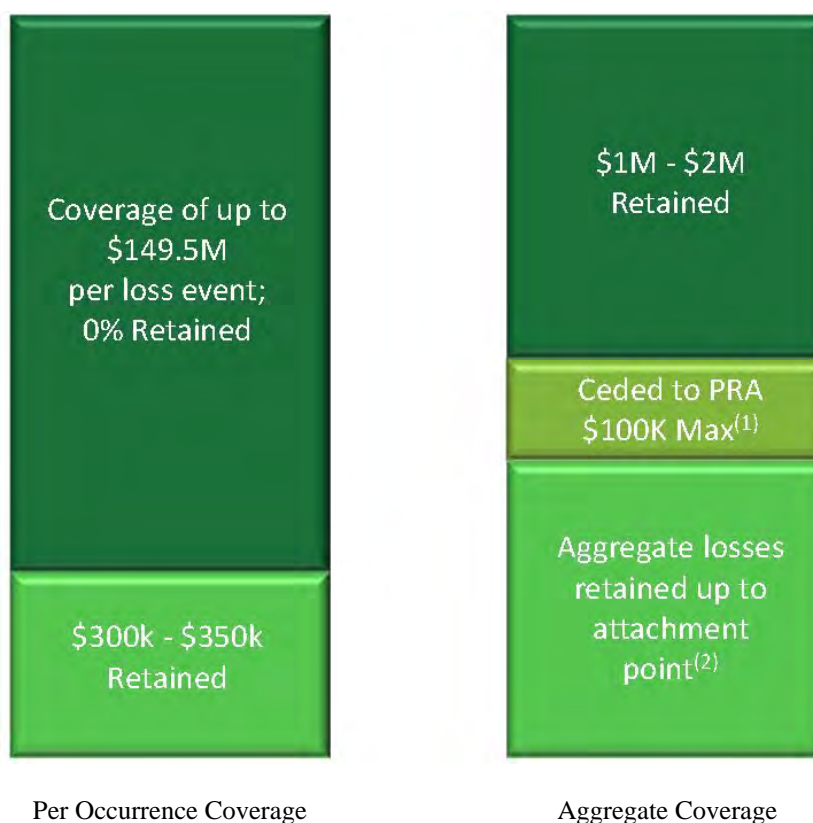 Coverage of up to
$149.5M
per loss event;
0% Retained
$300k - $350k
Retained
Per Occurrence Coverage
$1M - $2M
Retained
Ceded to PRA
$100K Max(1)
Aggregate losses
retained up to
attachment
point(2)
Aggregate Coverage